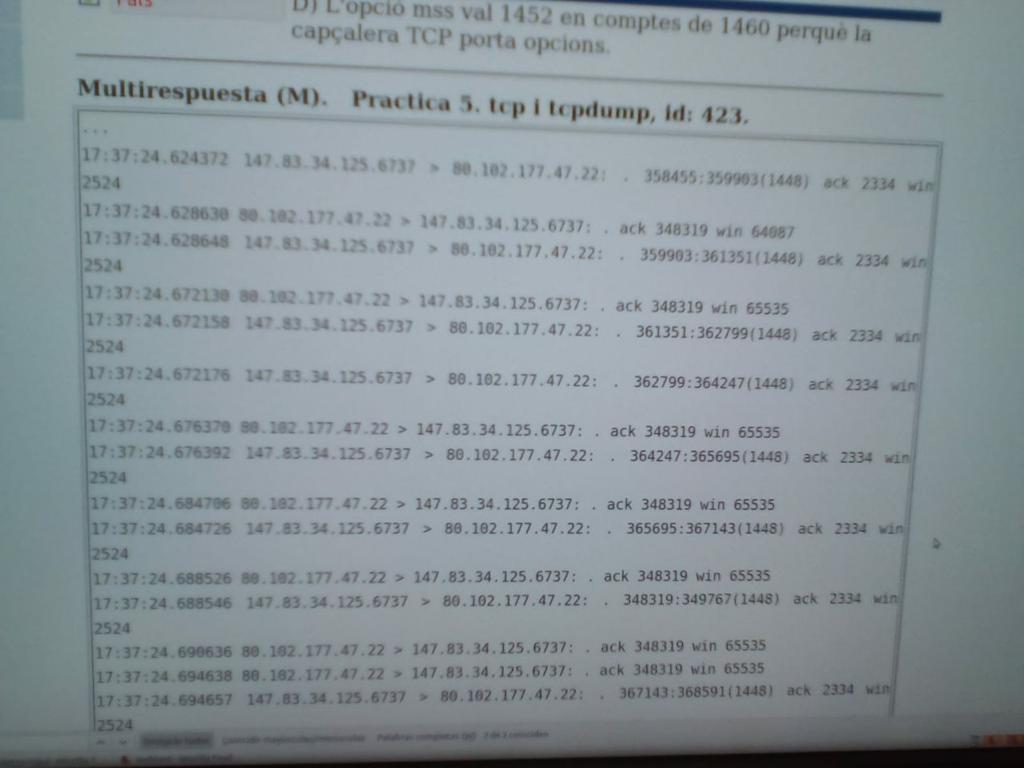 Pars
D) L'opció mss val 1452 en comptes de 1460 perquè la
capçalera TCP porta opcions.
Multirespuesta (M). Practica 5. tcp i tcpdump, id: 423.
...
17:37:24.624372 147.83.34.125.6737 > 80.102.177.47.22: . 358455:359903(1448) ack 2334 win
2524
17:37:24.628630 80.102.177.47.22 > 147.83.34.125.6737: . ack 348319 win 64087
17:37:24.628648 147.83.34.125.6737 > 80.102.177.47.22: . 359903:361351(1448) ack 2334 win
2524
17:37:24.672130 80.102.177.47.22 > 147.83.34.125.6737: . ack 348319 win 65535
17:37:24.672158 147.83.34.125.6737 > 80.102.177.47.22: . 361351:362799(1448) ack 2334 win
2524
17:37:24.672176 147.83.34.125.6737 > 80.102.177.47.22: . 362799:364247(1448) ack 2334 win
2524
17:37:24.676370 80.102.177.47.22 > 147.83.34.125.6737: . ack 348319 win 65535
17:37:24.676392 147.83.34.125.6737 > 80.102.177.47.22: . 364247:365695(1448) ack 2334 win
2524
17:37:24.684706 80.102.177.47.22 > 147.83.34.125.6737: . ack 348319 win 65535
17:37:24.684726 147.83.34.125.6737 > 80.102.177.47.22: . 365695:367143(1448) ack 2334 win
2524
17:37:24.688526 80.102.177.47.22 > 147.83.34.125.6737: . ack 348319 win 65535
17:37:24.688546 147.83.34.125.6737 > 80.102.177.47.22: . 348319:349767(1448) ack 2334 win
2524
17:37:24.690636 80.102.177.47.22 > 147.83.34.125.6737: . ack 348319 win 65535
17:37:24.694638 80.102.177.47.22 > 147.83.34.125.6737: . ack 348319 win 65535
17:37:24.694657 147.83.34.125.6737 > 80.102.177.47.22: . 367143:368591(1448) ack 2334 win
2524